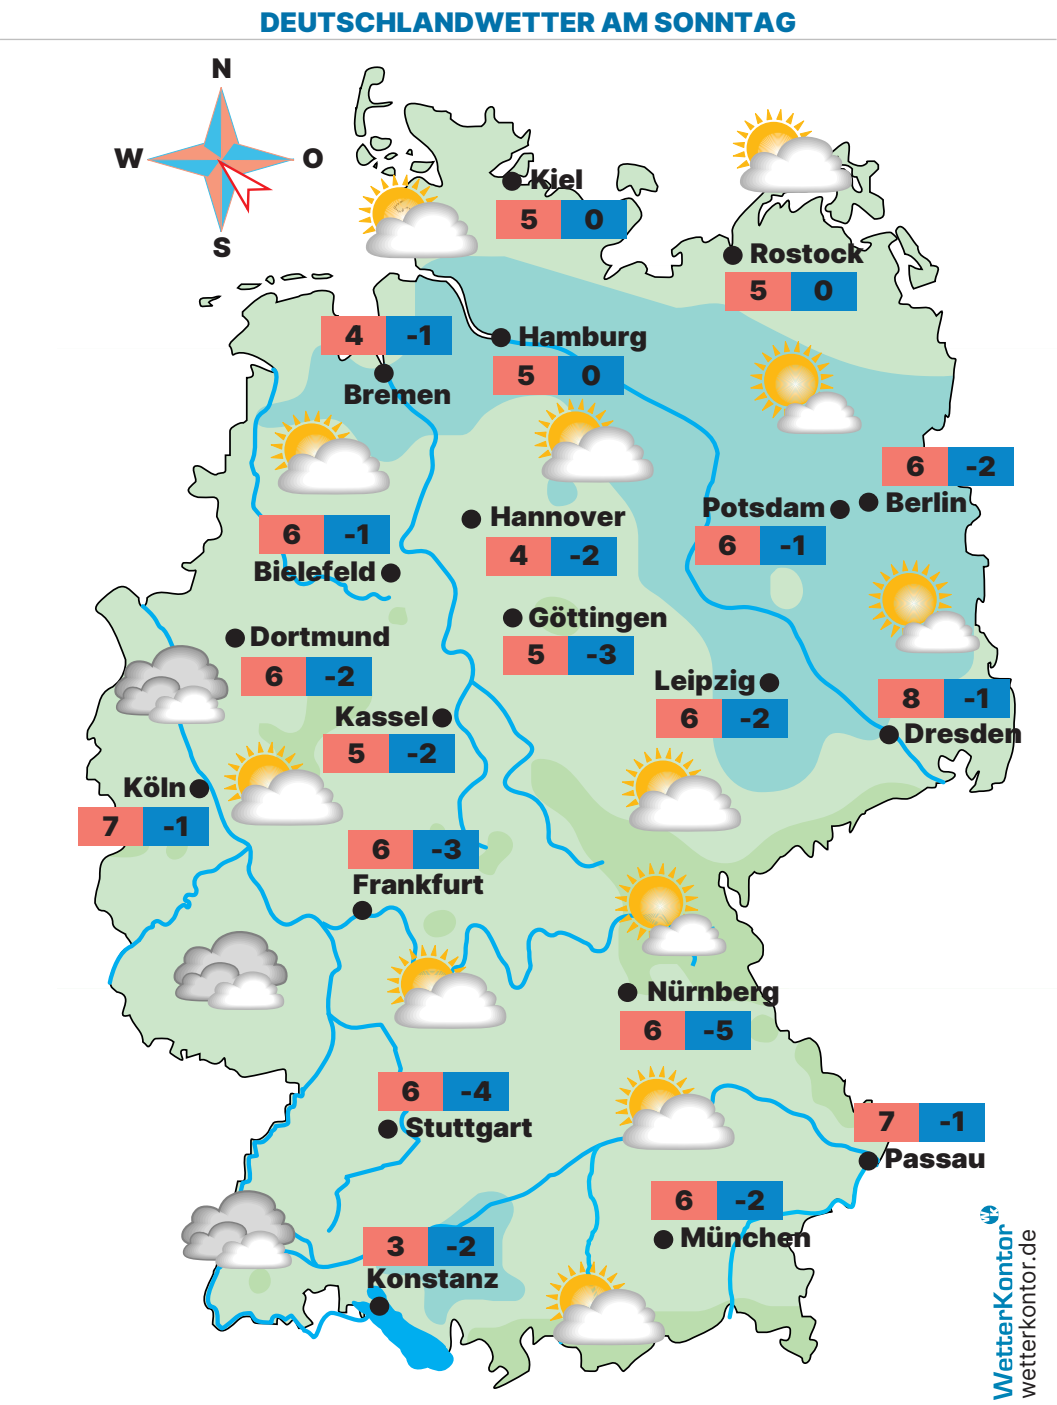 DEUTSCHLANDWETTER AM SONNTAG
N
W
O
S
Kiel
5 0
Rostock
5 0
4 -1
Bremen
Hamburg
5 0
6 -2
Berlin
Potsdam
6 -1
Hannover
4 -2
6 -1
Bielefeld
Göttingen
5 -3
Dortmund
6 -2
Leipzig
6 -2
8 -1
Dresden
Kassel
5 -2
Köln
7 -1
6 -3
Frankfurt
Nürnberg
6 -5
6 -4
Stuttgart
7 -1
Passau
6 -2
München
3 -2
Konstanz
WetterKontor
wetterkontor.de